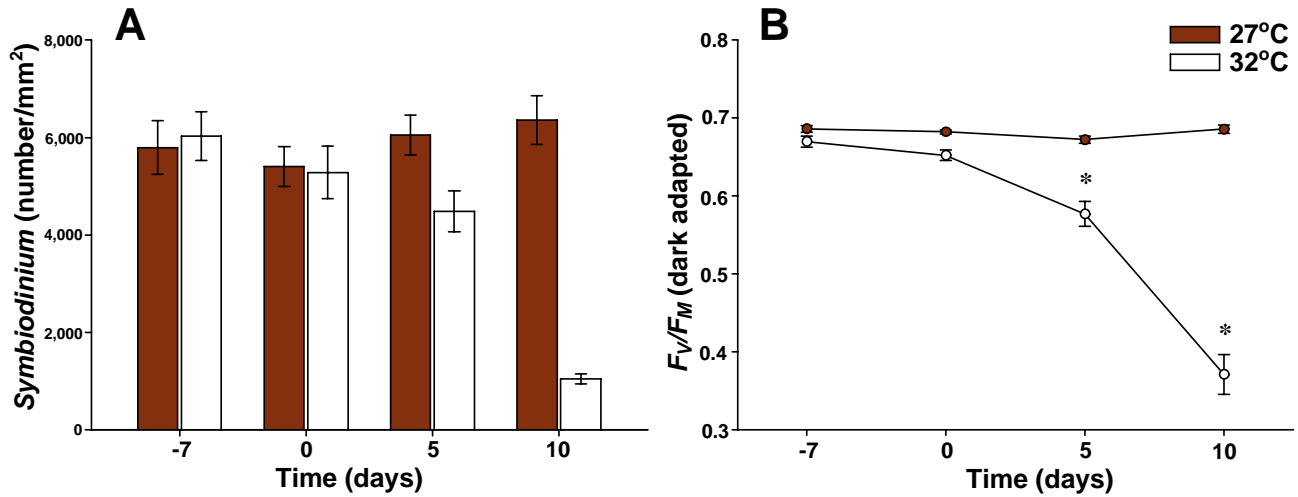 A
Symbiodinium (number/mm²)
8,000
6,000
4,000
2,000
0
-7
0
5
10
Time (days)
B
27°C
32°C
FV/FM (dark adapted)
0.8
0.7
0.6
0.5
0.4
0.3
*
*
-7
0
5
10
Time (days)